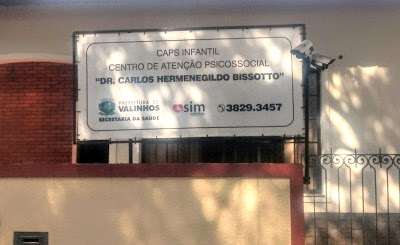 CAPS INFANTIL
CENTRO DE ATENÇÃO PSICOSSOCIAL
"DR. CARLOS HERMENEGILDO BISSOTTO"
PREFEITURA
VALINHOS
SECRETARIA DA SAÚDE
sim
3829.3457